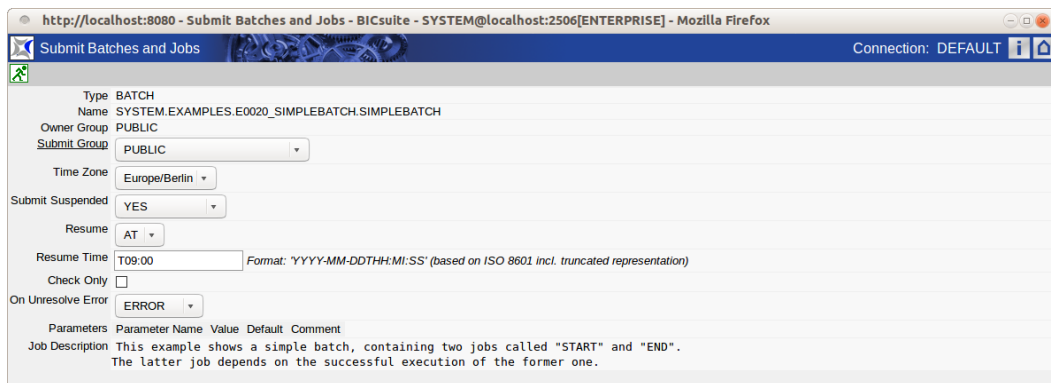 http://localhost:8080 - Submit Batches and Jobs - BICsuite - SYSTEM@localhost:2506[ENTERPRISE] - Mozilla Firefox
Submit Batches and Jobs Connection: DEFAULT
Type BATCH
Name SYSTEM.EXAMPLES.E0020_SIMPLEBATCH.SIMPLEBATCH
Owner Group PUBLIC
Submit Group PUBLIC
Time Zone Europe/Berlin
Submit Suspended YES
Resume AT
Resume Time T09:00 Format: 'YYYY-MM-DDTHH:MI:SS' (based on ISO 8601 incl. truncated representation)
Check Only
On Unresolve Error ERROR
Parameters Parameter Name Value Default Comment
Job Description This example shows a simple batch, containing two jobs called "START" and "END".
The latter job depends on the successful execution of the former one.